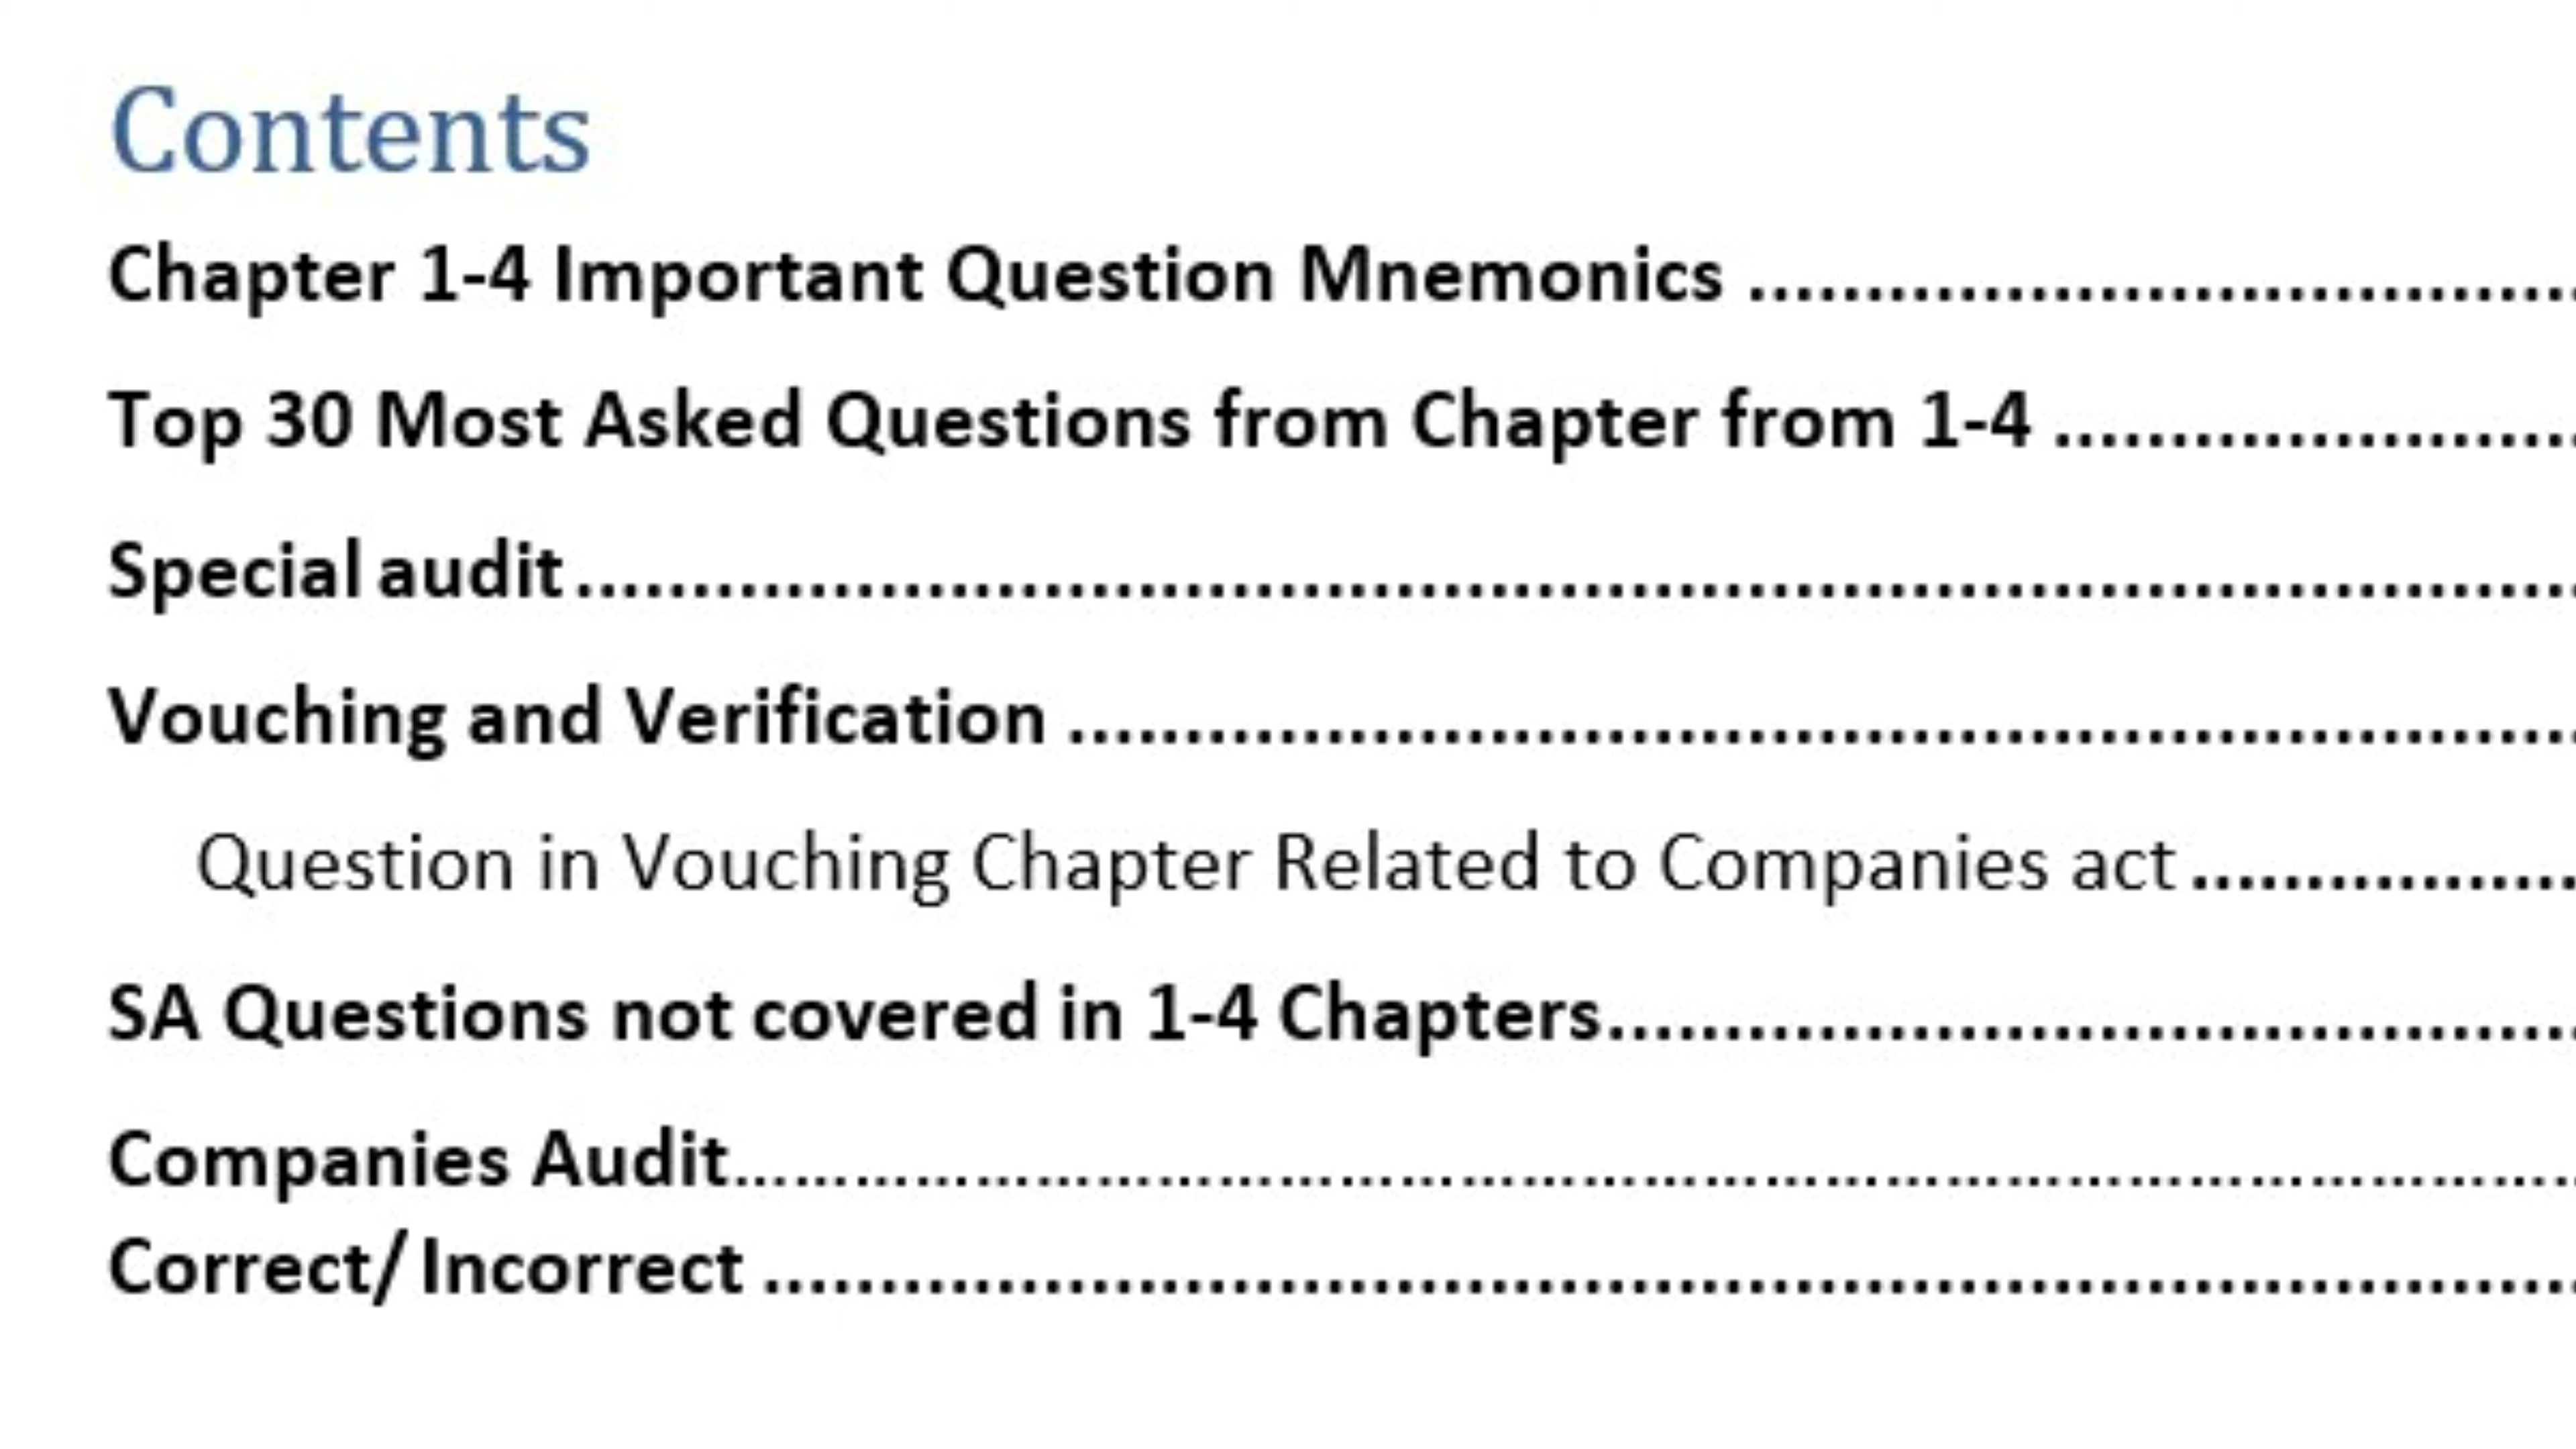 Contents
Chapter 1-4 Important Question Mnemonics ....................................
Top 30 Most Asked Questions from Chapter from 1-4 .......................
Special audit.....................................................................................
Vouching and Verification ................................................................
Question in Vouching Chapter Related to Companies act.................
SA Questions not covered in 1-4 Chapters.........................................
Companies Audit...............................................................................
Correct/Incorrect .............................................................................